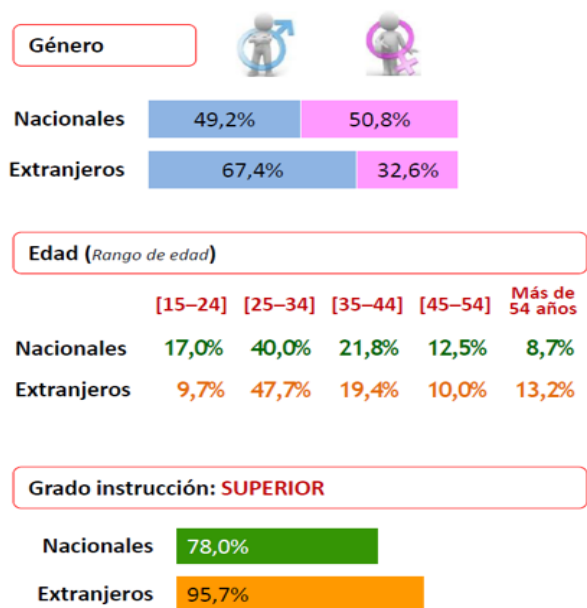 Género
Nacionales 49,2% 50,8%
Extranjeros 67,4% 32,6%
Edad (Rango de edad)
[15–24] [25–34] [35–44] [45–54] Más de 54 años
Nacionales 17,0% 40,0% 21,8% 12,5% 8,7%
Extranjeros 9,7% 47,7% 19,4% 10,0% 13,2%
Grado instrucción: SUPERIOR
Nacionales 78,0%
Extranjeros 95,7%